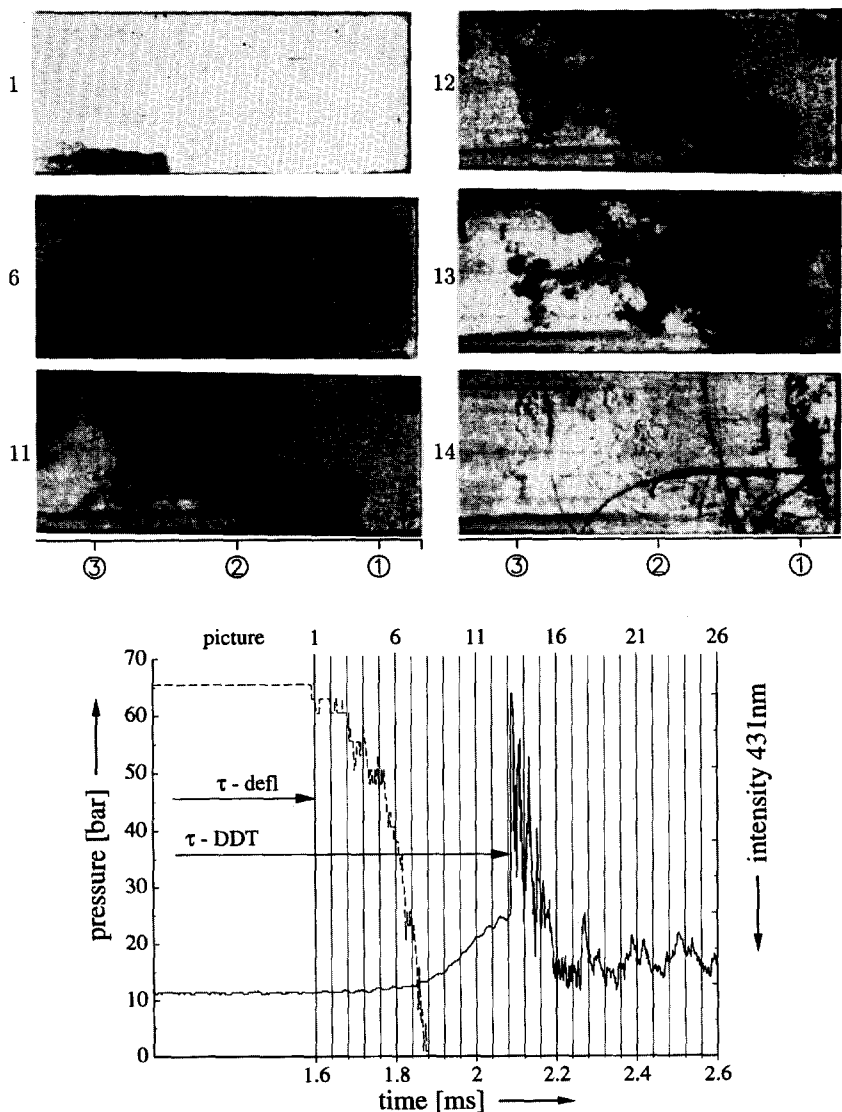 1
6
11
③ ② ①
12
13
14
③ ② ①
picture 1 6 11 16 21 26
70
60
50
40
30
20
10
0
pressure [bar]
τ - defl
τ - DDT
intensity 431nm
1.6 1.8 2 2.2 2.4 2.6
time [ms]